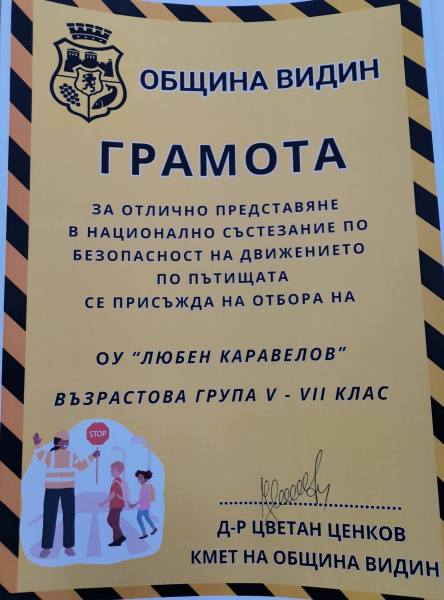 ОБЩИНА ВИДИН
ГРАМОТА
ЗА ОТЛИЧНО ПРЕДСТАВЯНЕ
В НАЦИОНАЛНО СЪСТЕЗАНИЕ ПО
БЕЗОПАСНОСТ НА ДВИЖЕНИЕТО
ПО ПЪТИЩАТА
СЕ ПРИСЪЖДА НА ОТБОРА НА
ОУ “ЛЮБЕН КАРАВЕЛОВ”
ВЪЗРАСТОВА ГРУПА V - VII КЛАС
STOP
Д-Р ЦВЕТАН ЦЕНКОВ
КМЕТ НА ОБЩИНА ВИДИН